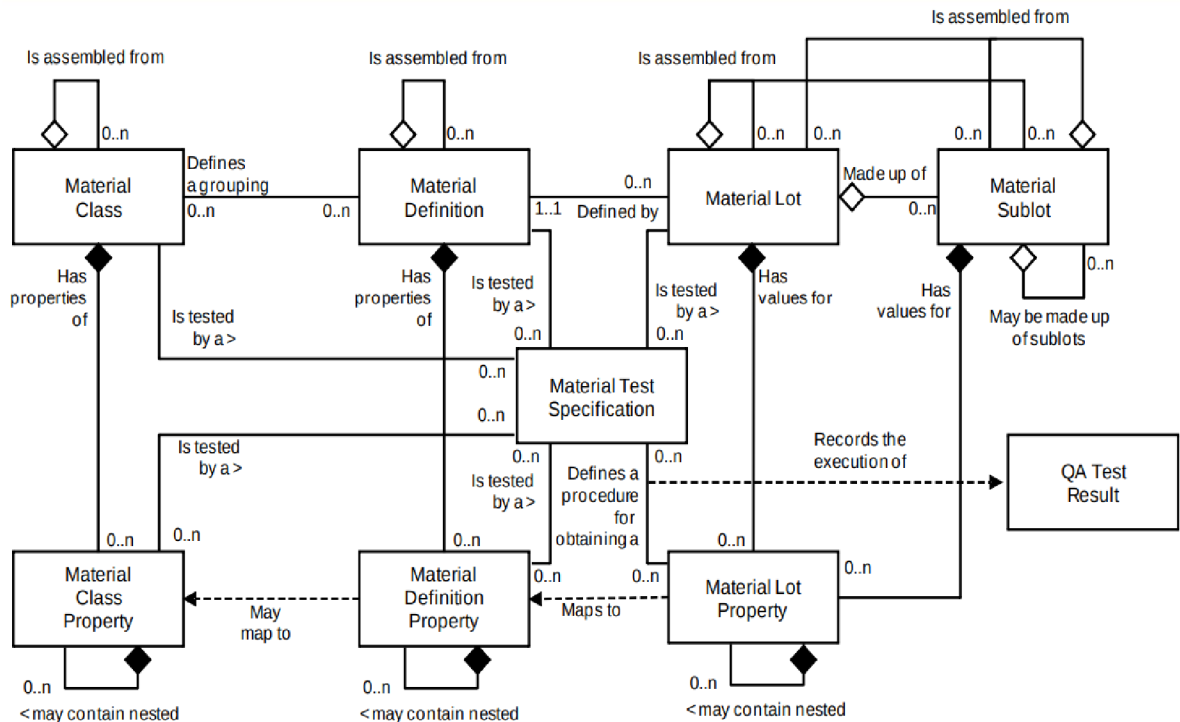 Is assembled from
Is assembled from
Is assembled from
Is assembled from
0..n
0..n
0..n
0..n
0..n
0..n
Material
Class
Defines
a grouping
0..n
0..n
Material
Definition
1..1
0..n
Defined by
Material Lot
Made up of
0..n
Material
Sublot
0..n
May be made up
of sublots
Has
properties
of
Is tested
by a >
Has
properties
of
Is tested
by a >
0..n
Is tested
by a >
0..n
Has
values for
Has
values for
0..n
Material Test
Specification
0..n
Is tested
by a >
0..n
Is tested
by a >
0..n
Defines a
procedure
for
obtaining a
Records the
execution of
QA Test
Result
0..n
0..n
0..n
0..n
0..n
0..n
0..n
Material
Class
Property
May
map to
Material
Definition
Property
Maps to
Material Lot
Property
0..n
< may contain nested
0..n
< may contain nested
0..n
< may contain nested